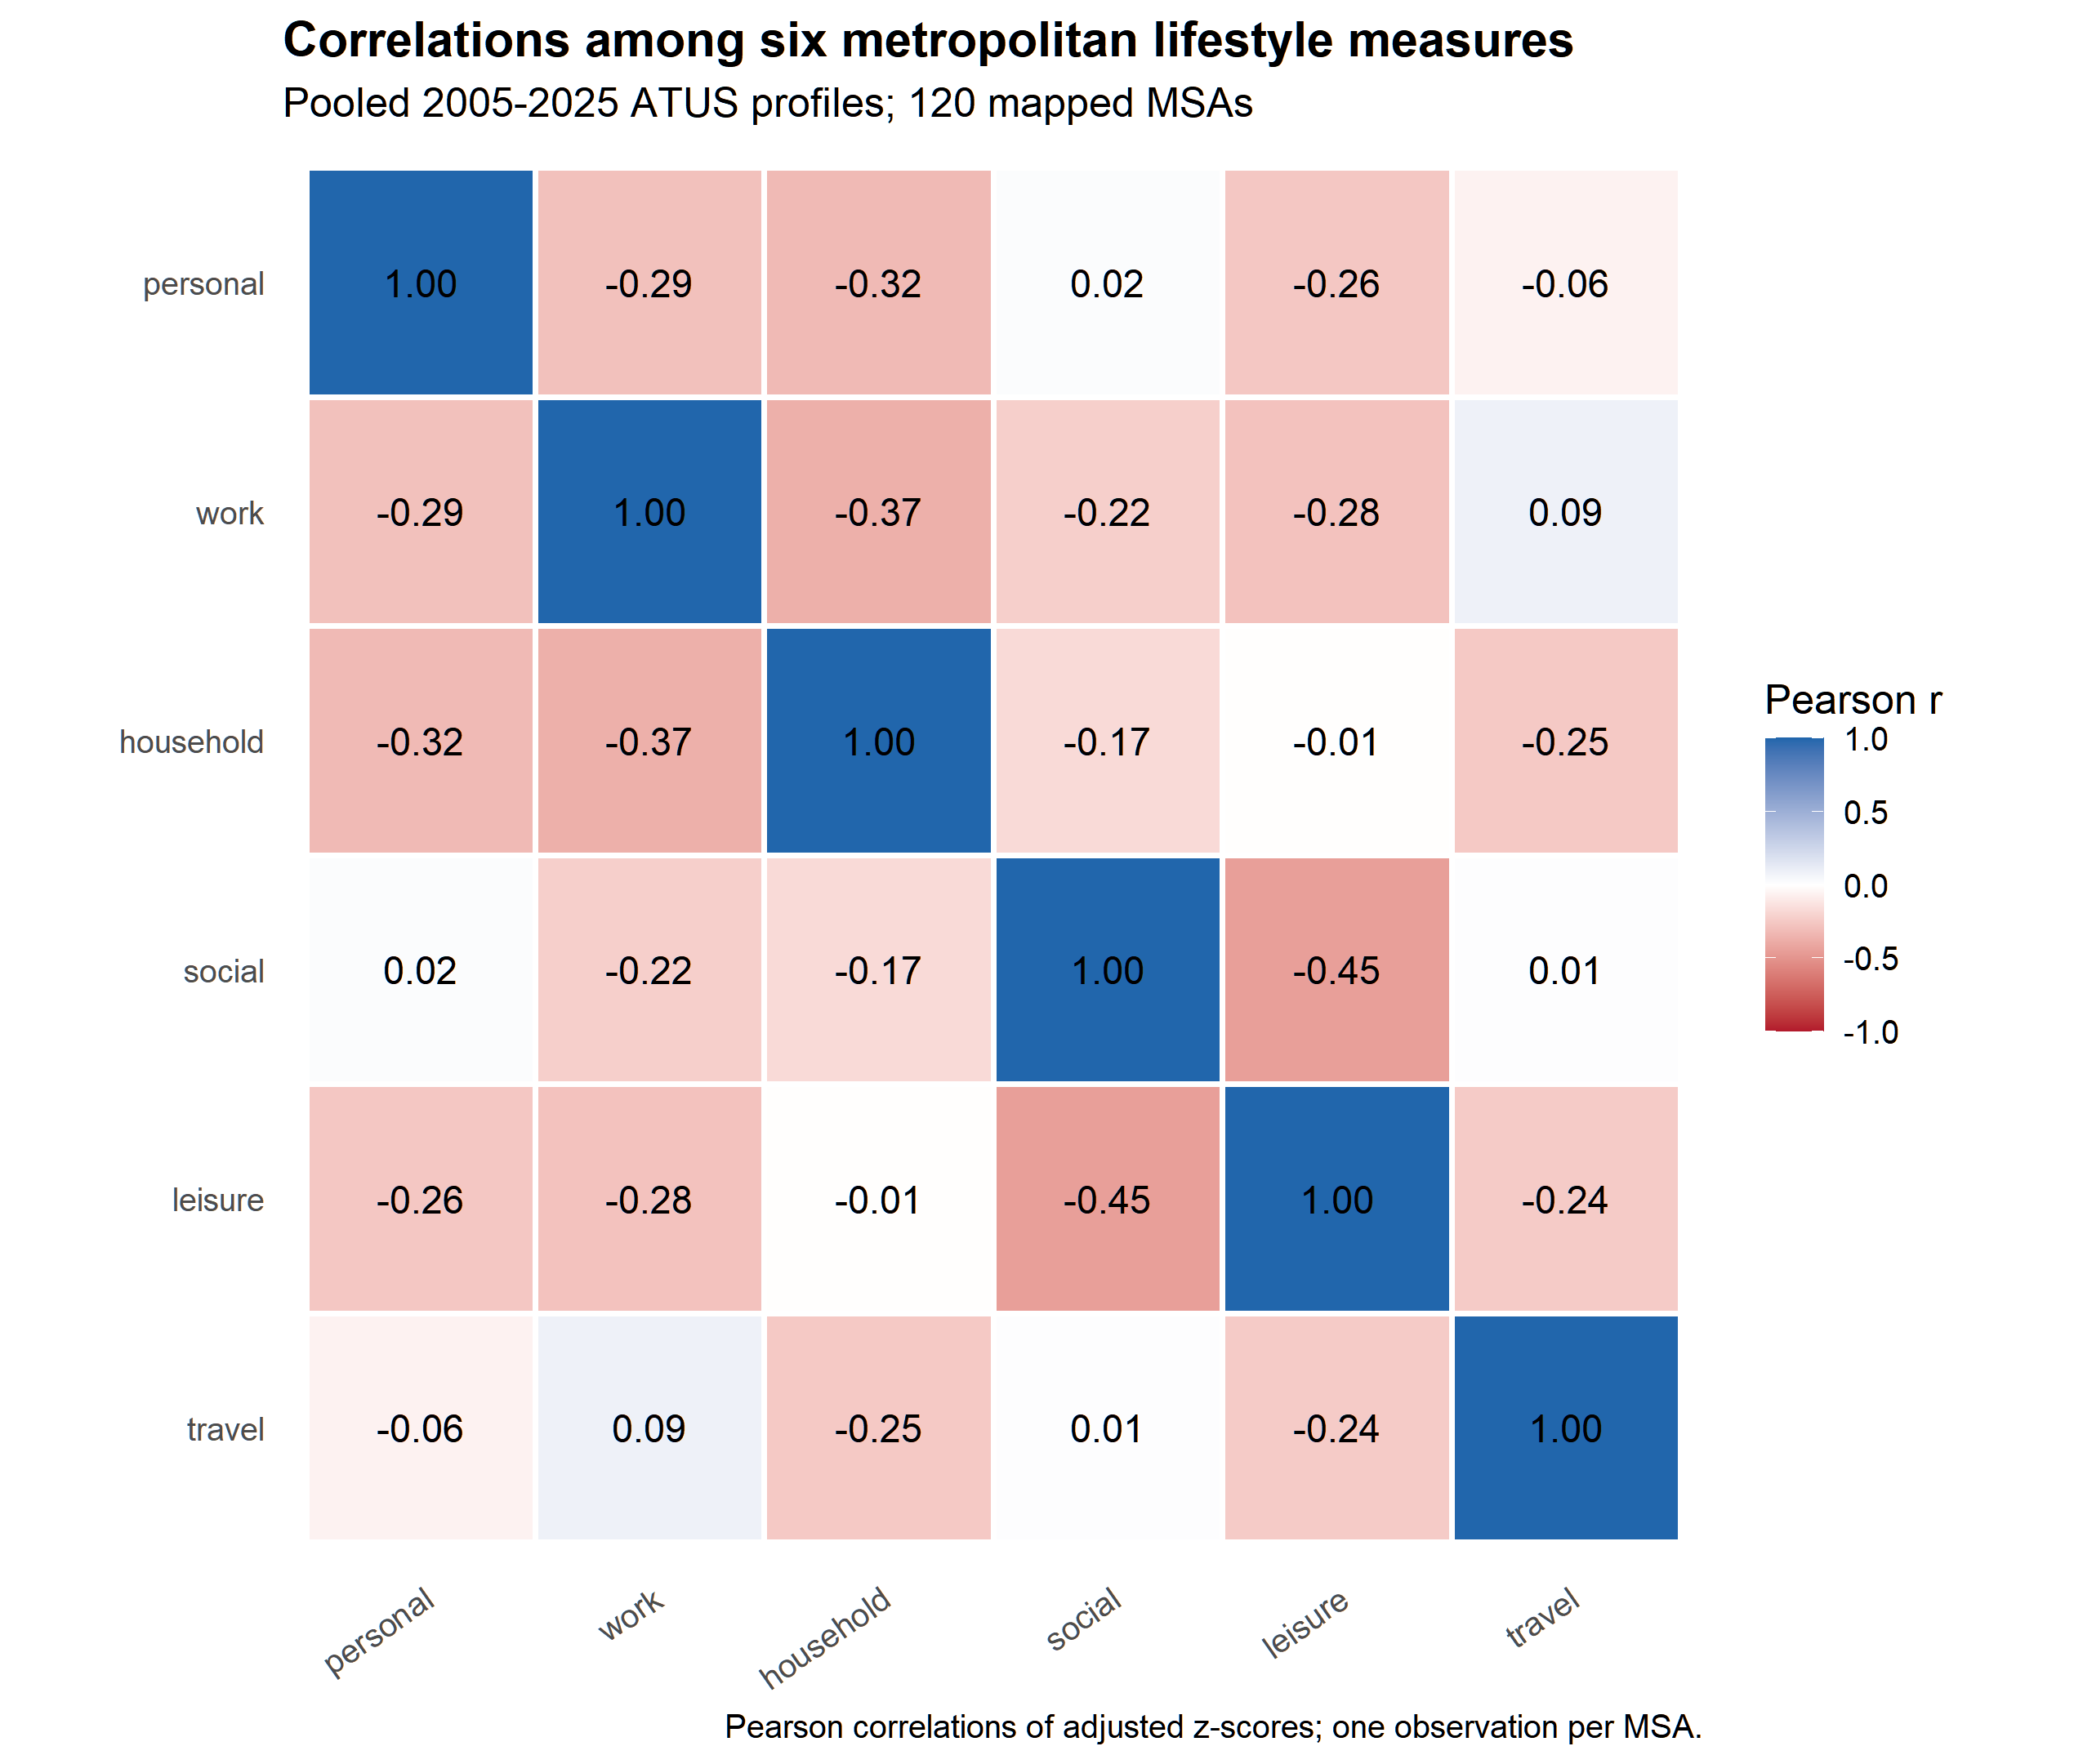 Correlations among six metropolitan lifestyle measures
Pooled 2005-2025 ATUS profiles; 120 mapped MSAs
personal 1.00 -0.29 -0.32 0.02 -0.26 -0.06
work -0.29 1.00 -0.37 -0.22 -0.28 0.09
household -0.32 -0.37 1.00 -0.17 -0.01 -0.25
social 0.02 -0.22 -0.17 1.00 -0.45 0.01
leisure -0.26 -0.28 -0.01 -0.45 1.00 -0.24
travel -0.06 0.09 -0.25 0.01 -0.24 1.00
personal work household social leisure travel
Pearson r
1.0
0.5
0.0
-0.5
-1.0
Pearson correlations of adjusted z-scores; one observation per MSA.